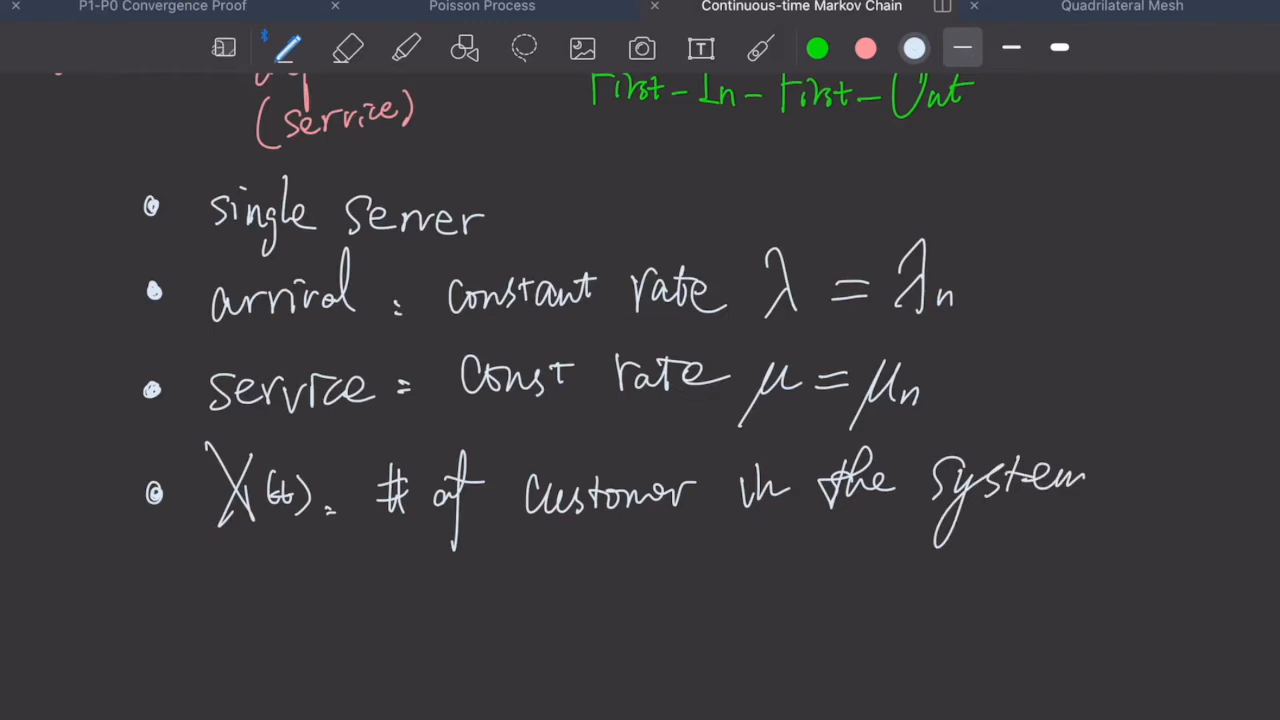 P1-P0 Convergence Proof Poisson Process Continuous-time Markov Chain Quadrilateral Mesh
(service) First-In-First-Out
• single server
• arrival : constant rate λ = λn
• service : const rate μ = μn
• X(t) : # of customer in the system